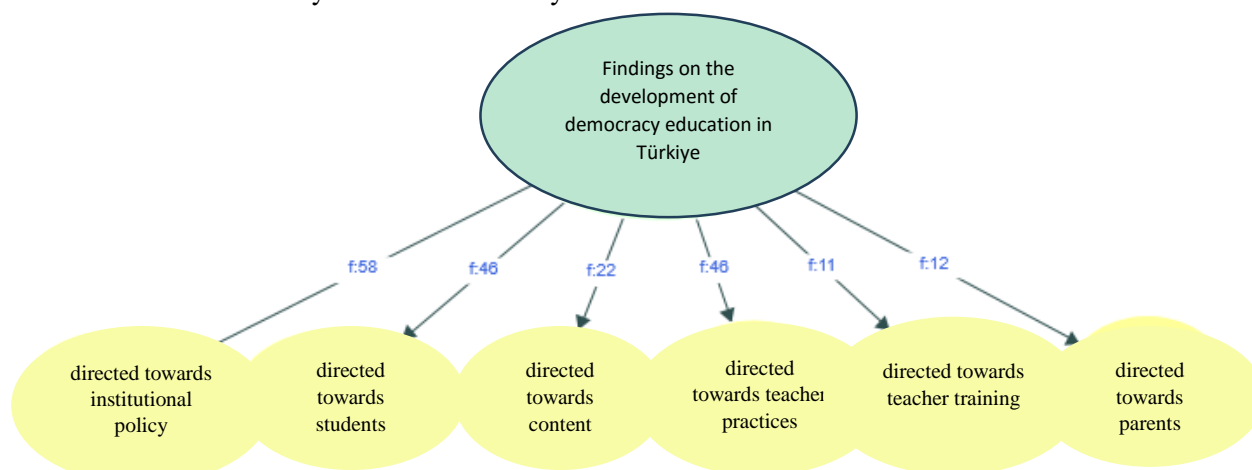 Findings on the
development of
democracy education in
Türkiye
f:58
f:46
f:22
f:46
f:11
f:12
directed towards
institutional
policy
directed
towards
students
directed
towards
content
directed
towards teacher
practices
directed towards
teacher training
directed
towards
parents